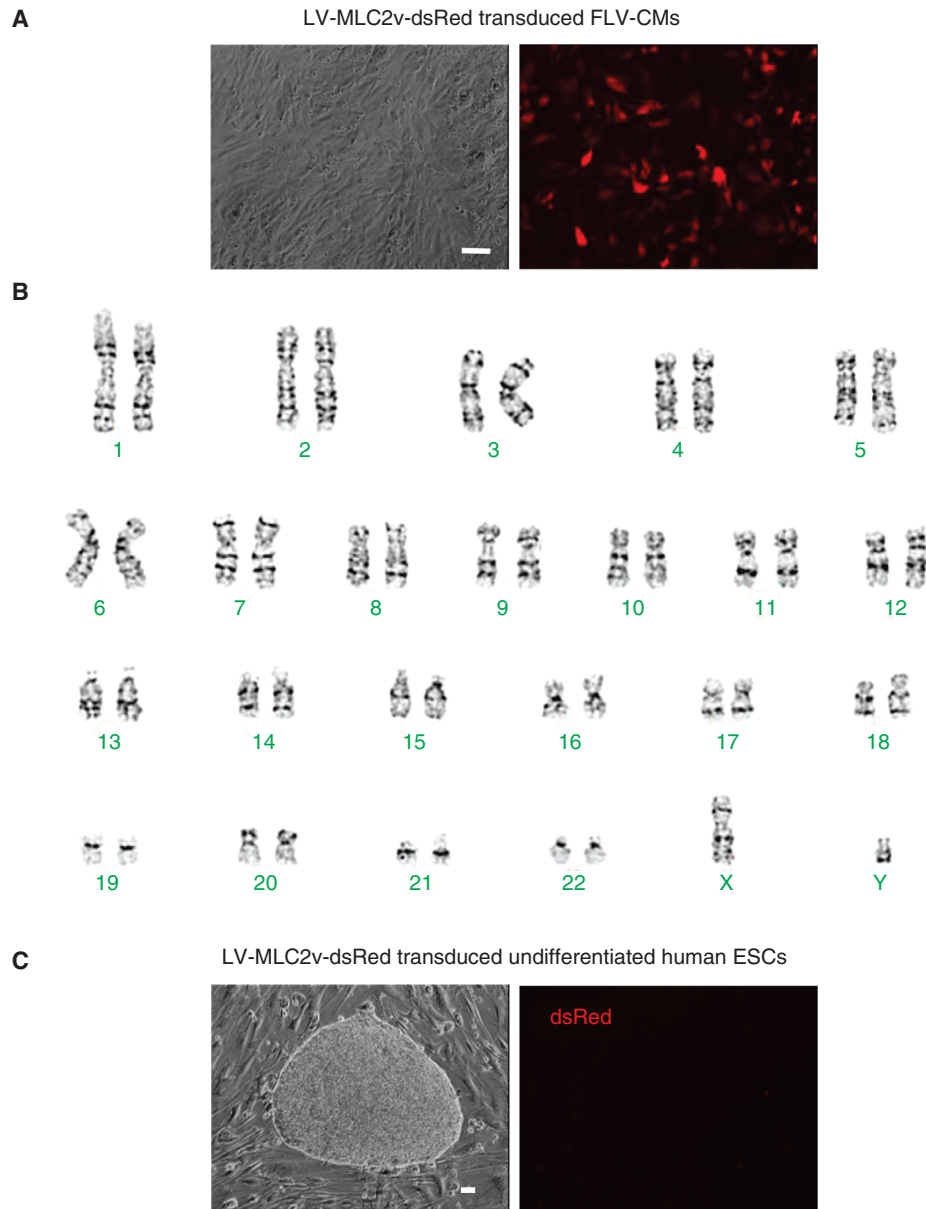 A
LV-MLC2v-dsRed transduced FLV-CMs
B
1 2 3 4 5
6 7 8 9 10 11 12
13 14 15 16 17 18
19 20 21 22 X Y
C
LV-MLC2v-dsRed transduced undifferentiated human ESCs
dsRed